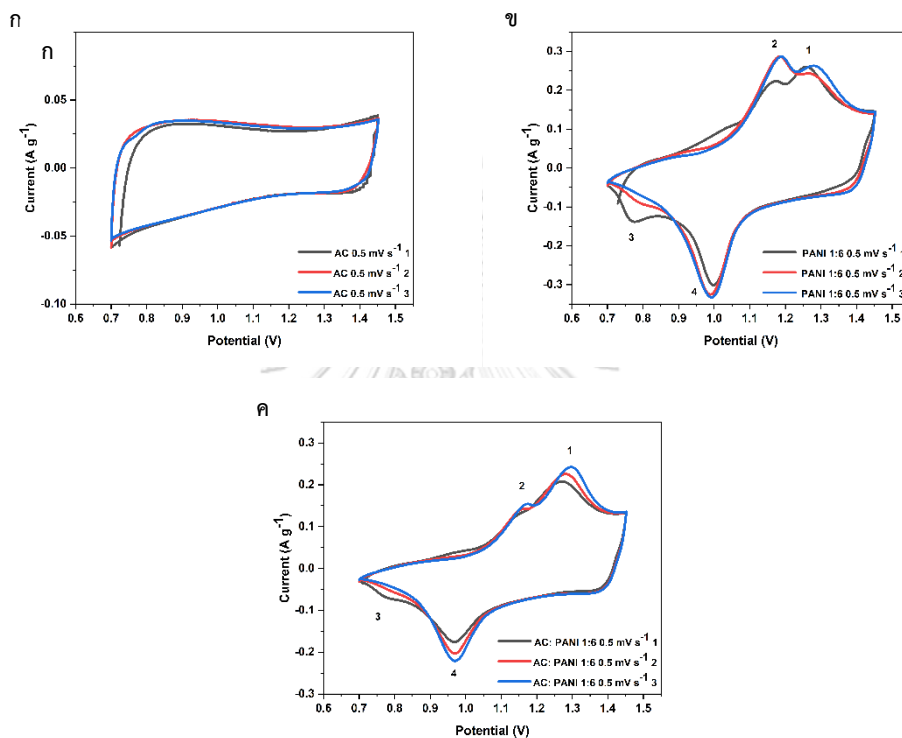 ก
ก
0.05
0.00
-0.05
-0.10
Current (A g⁻¹)
AC 0.5 mV s⁻¹ 1
AC 0.5 mV s⁻¹ 2
AC 0.5 mV s⁻¹ 3
0.6 0.7 0.8 0.9 1.0 1.1 1.2 1.3 1.4 1.5
Potential (V)
ข
0.3
0.2
0.1
0.0
-0.1
-0.2
-0.3
Current (A g⁻¹)
2 1
3
4
PANI 1:6 0.5 mV s⁻¹ 1
PANI 1:6 0.5 mV s⁻¹ 2
PANI 1:6 0.5 mV s⁻¹ 3
0.6 0.7 0.8 0.9 1.0 1.1 1.2 1.3 1.4 1.5
Potential (V)
ค
0.3
0.2
0.1
0.0
-0.1
-0.2
-0.3
Current (A g⁻¹)
1
2
3
4
AC: PANI 1:6 0.5 mV s⁻¹ 1
AC: PANI 1:6 0.5 mV s⁻¹ 2
AC: PANI 1:6 0.5 mV s⁻¹ 3
0.6 0.7 0.8 0.9 1.0 1.1 1.2 1.3 1.4 1.5
Potential (V)